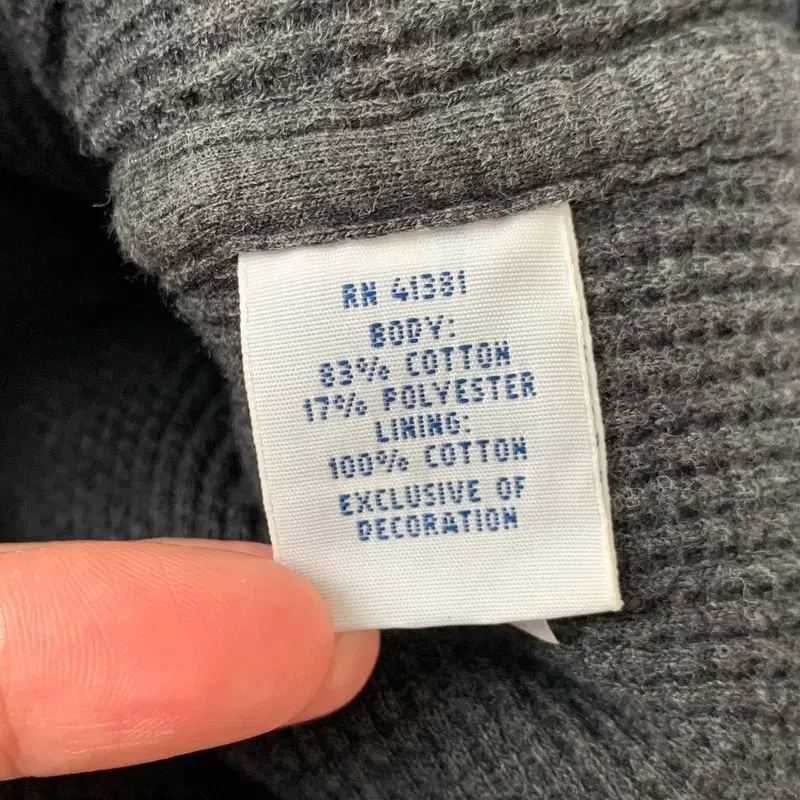 RN 41381
BODY:
83% COTTON
17% POLYESTER
LINING:
100% COTTON
EXCLUSIVE OF
DECORATION